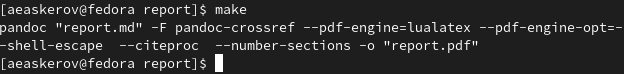 [aeaskerov@fedora report]$ make
pandoc "report.md" -F pandoc-crossref --pdf-engine=lualatex --pdf-engine-opt=-
-shell-escape  --citeproc  --number-sections -o "report.pdf"
[aeaskerov@fedora report]$